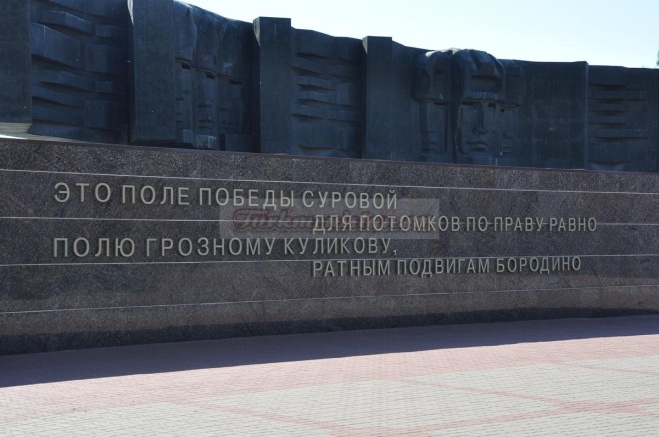 ЭТО ПОЛЕ ПОБЕДЫ СУРОВОЙ
ДЛЯ ПОТОМКОВ ПО ПРАВУ РАВНО
ПОЛЮ ГРОЗНОМУ КУЛИКОВУ,
РАТНЫМ ПОДВИГАМ БОРОДИНО